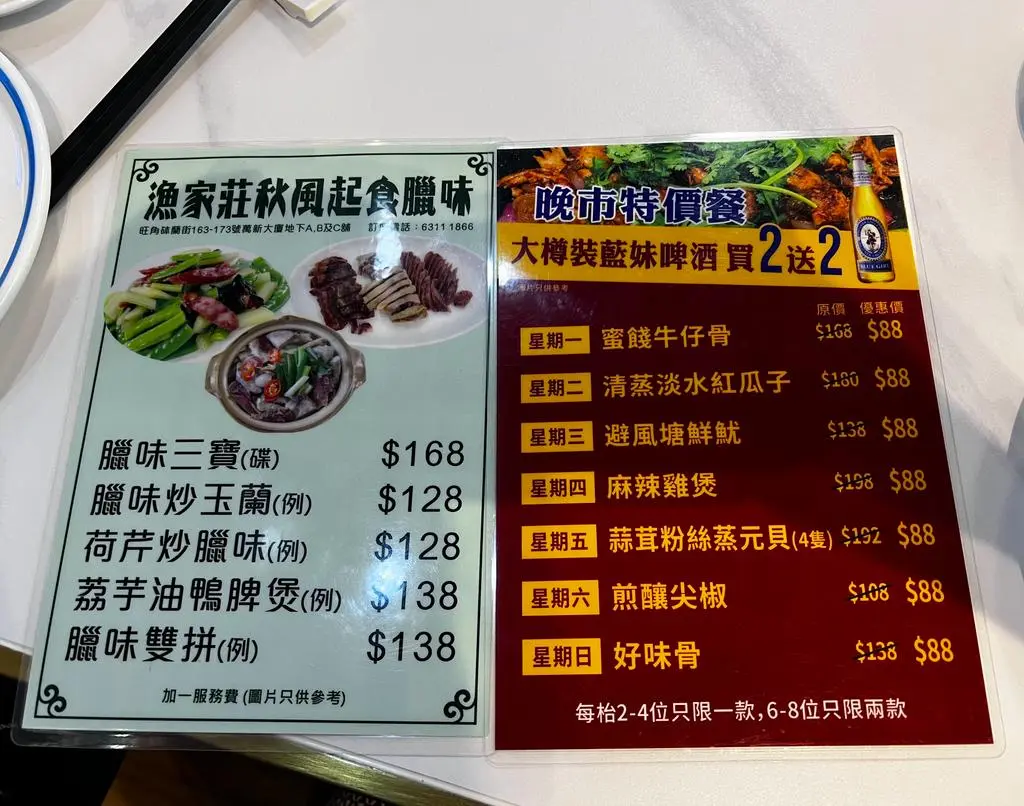 漁家莊秋風起食臘味
旺角砵蘭街163-173號萬新大廈地下A,B及C舖 話：6311 1866
臘味三寶(碟) $168
臘味炒玉蘭(例) $128
荷芹炒臘味(例) $128
荔芋油鴨脾煲(例) $138
臘味雙拼(例) $138
加一服務費 (圖片只供參考)
晚市特價餐
大樽裝藍妹啤酒 買2送2
BLUE GIRL
圖片只供參考
原價 優惠價
星期一 蜜餞牛仔骨 $168 $88
星期二 清蒸淡水紅瓜子 $180 $88
星期三 避風塘鮮魷 $138 $88
星期四 麻辣雞煲 $198 $88
星期五 蒜茸粉絲蒸元貝(4隻) $192 $88
星期六 煎釀尖椒 $108 $88
星期日 好味骨 $138 $88
每枱2-4位只限一款,6-8位只限兩款